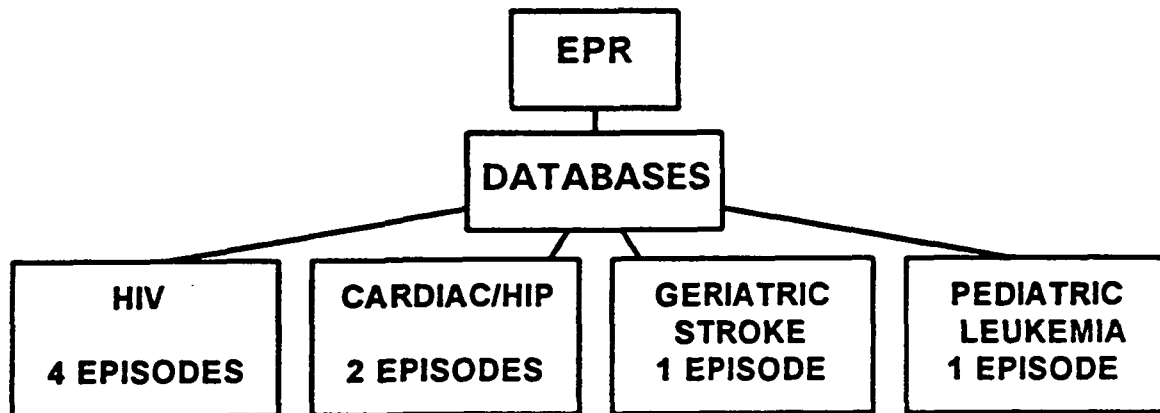 EPR
DATABASES
HIV
4 EPISODES
CARDIAC/HIP
2 EPISODES
GERIATRIC
STROKE
1 EPISODE
PEDIATRIC
LEUKEMIA
1 EPISODE